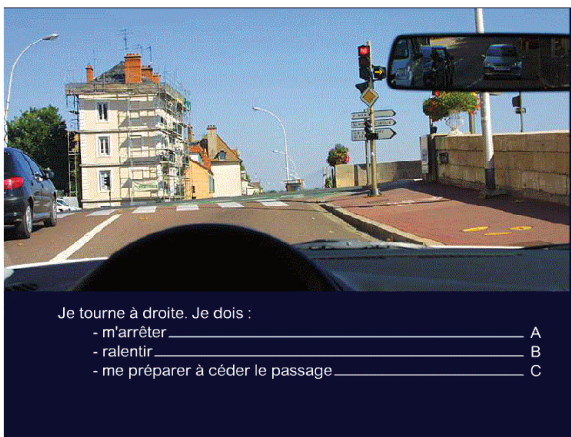 Je tourne à droite. Je dois :
- m'arrêter A
- ralentir B
- me préparer à céder le passage C